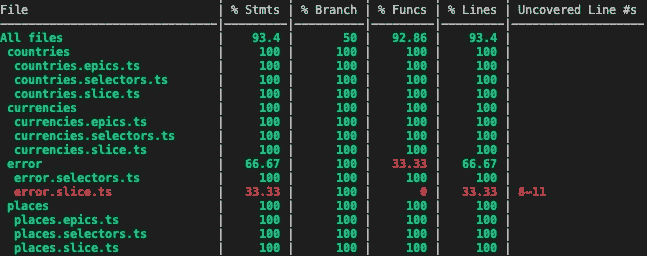 File | % Stmts | % Branch | % Funcs | % Lines | Uncovered Line #s
All files | 93.4 | 50 | 92.86 | 93.4 |
countries | 100 | 100 | 100 | 100 |
countries.epics.ts | 100 | 100 | 100 | 100 |
countries.selectors.ts | 100 | 100 | 100 | 100 |
countries.slice.ts | 100 | 100 | 100 | 100 |
currencies | 100 | 100 | 100 | 100 |
currencies.epics.ts | 100 | 100 | 100 | 100 |
currencies.selectors.ts | 100 | 100 | 100 | 100 |
currencies.slice.ts | 100 | 100 | 100 | 100 |
error | 66.67 | 100 | 33.33 | 66.67 |
error.selectors.ts | 100 | 100 | 100 | 100 |
error.slice.ts | 33.33 | 100 | 0 | 33.33 | 8-11
places | 100 | 100 | 100 | 100 |
places.epics.ts | 100 | 100 | 100 | 100 |
places.selectors.ts | 100 | 100 | 100 | 100 |
places.slice.ts | 100 | 100 | 100 | 100 |